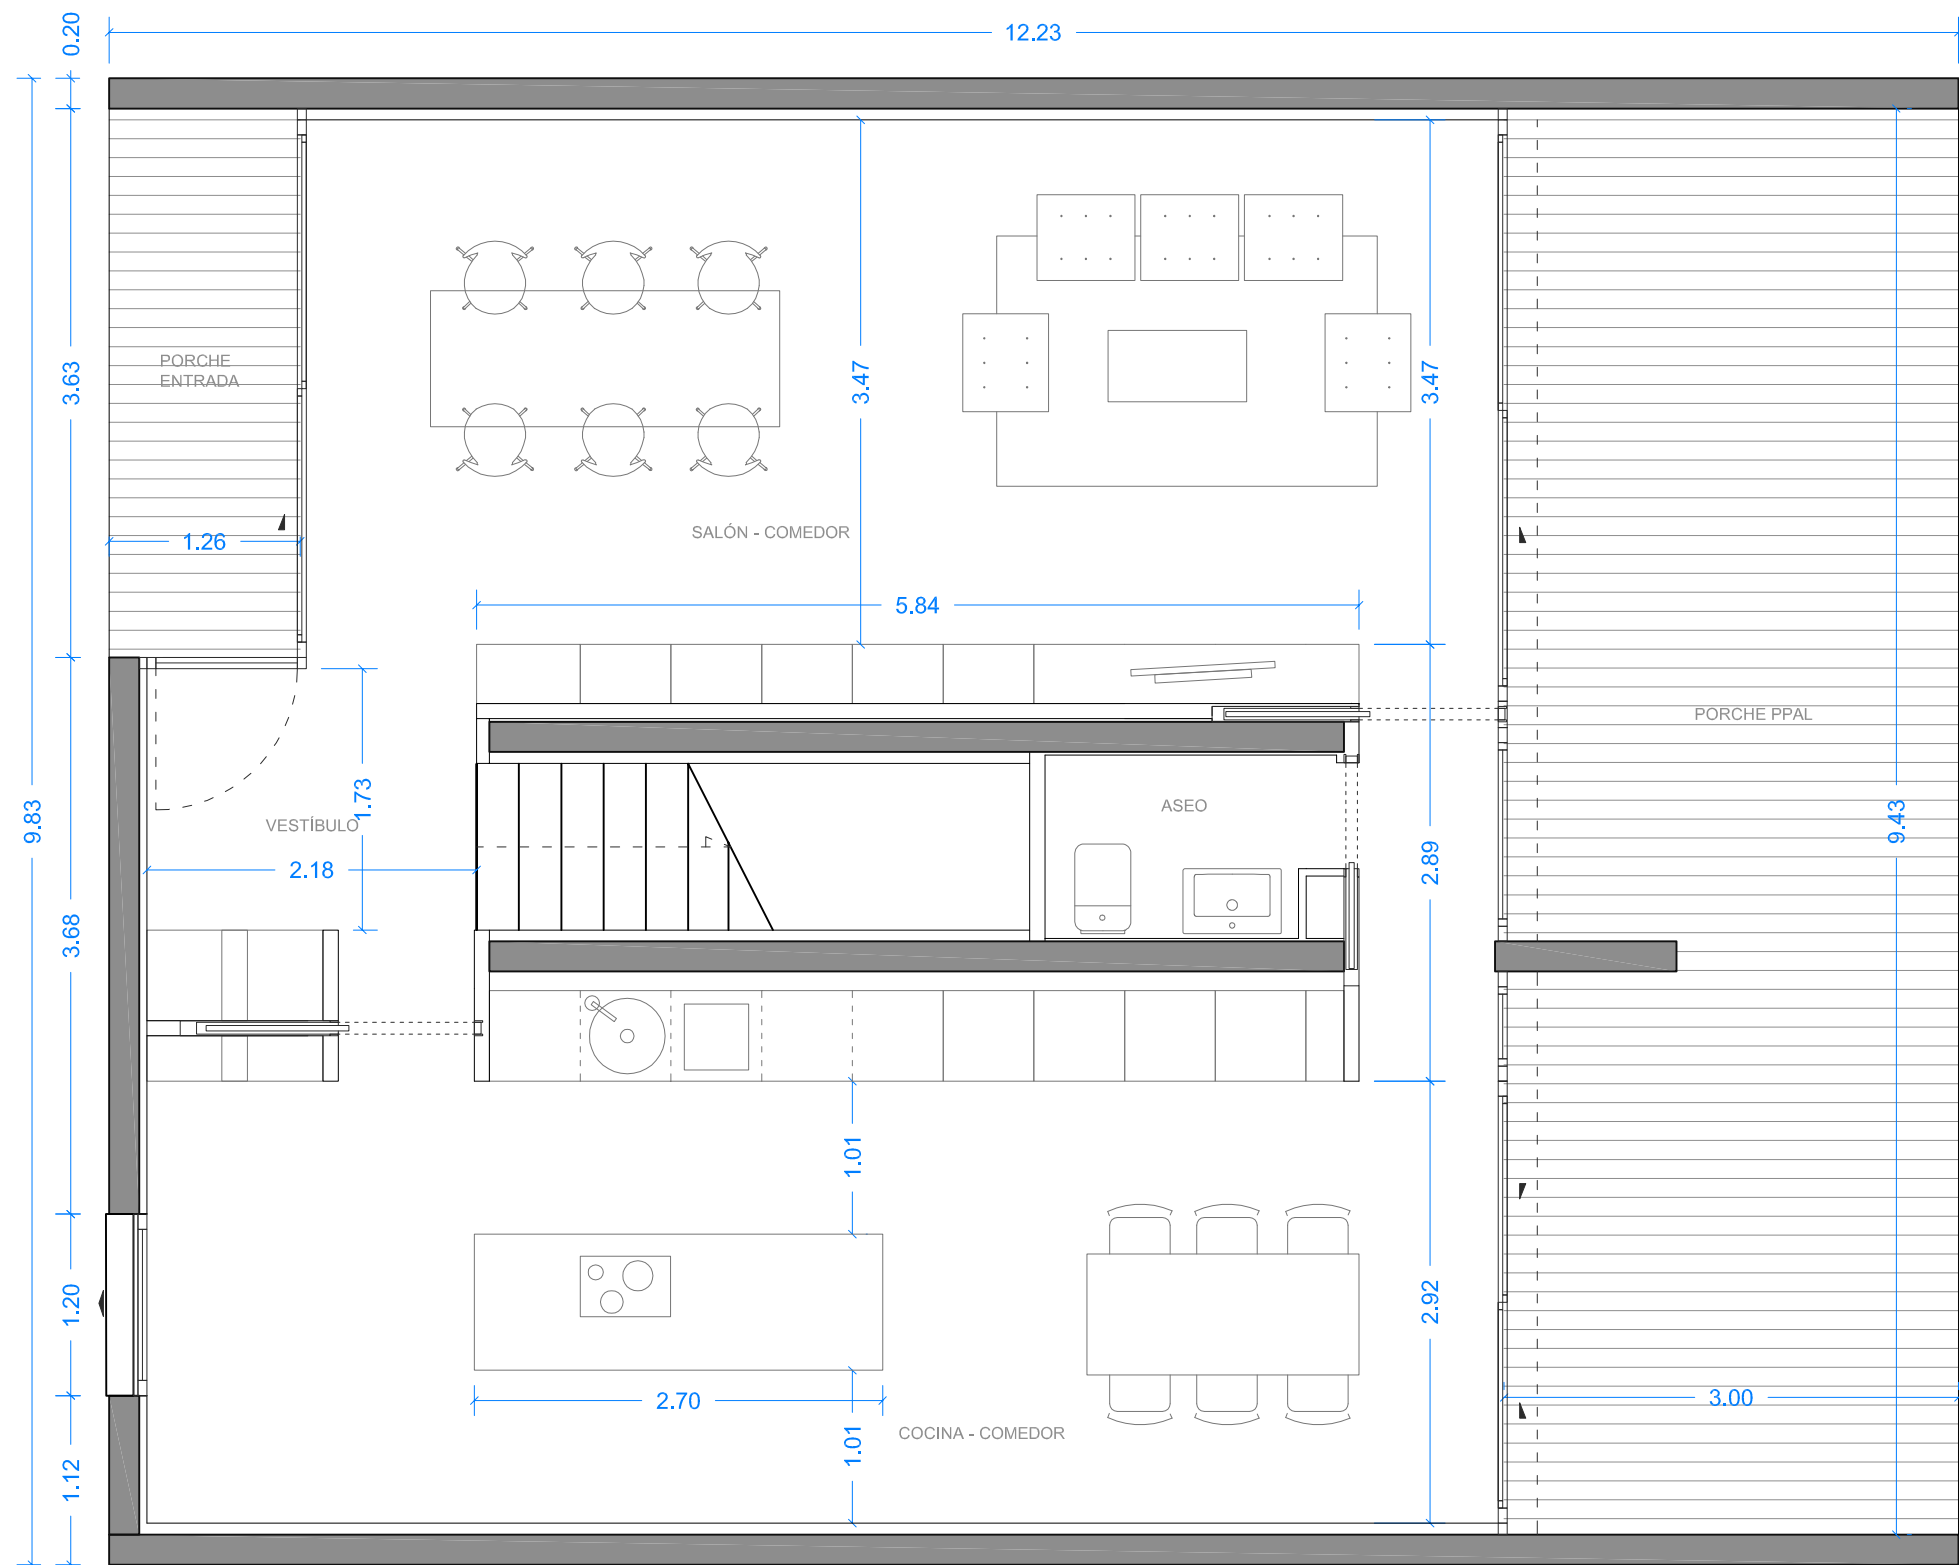 0.20
12.23
3.63
PORCHE
ENTRADA
3.47
3.47
SALÓN - COMEDOR
1.26
5.84
PORCHE PPAL
9.83
1.73
VESTÍBULO
ASEO
9.43
2.18
2.89
3.68
1.01
1.20
2.92
2.70
3.00
COCINA - COMEDOR
1.01
1.12